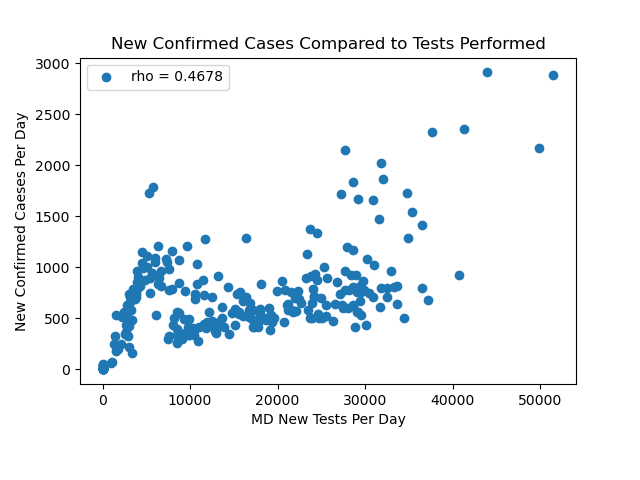 New Confirmed Cases Compared to Tests Performed
rho = 0.4678
New Confirmed Caeses Per Day
3000
2500
2000
1500
1000
500
0
0 10000 20000 30000 40000 50000
MD New Tests Per Day